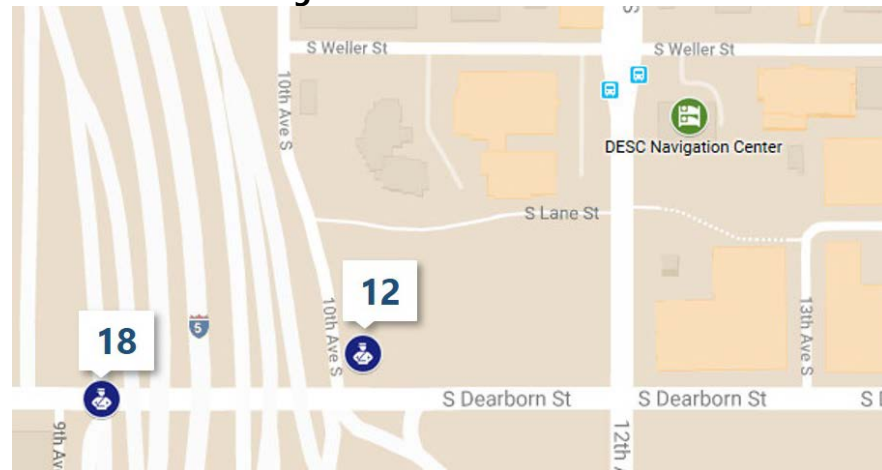 S Weller St
S Weller St
10th Ave S
DESC Navigation Center
S Lane St
12
10th Ave S
13th Ave S
18
5
S Dearborn St
S Dearborn St
S
9th Av
12th